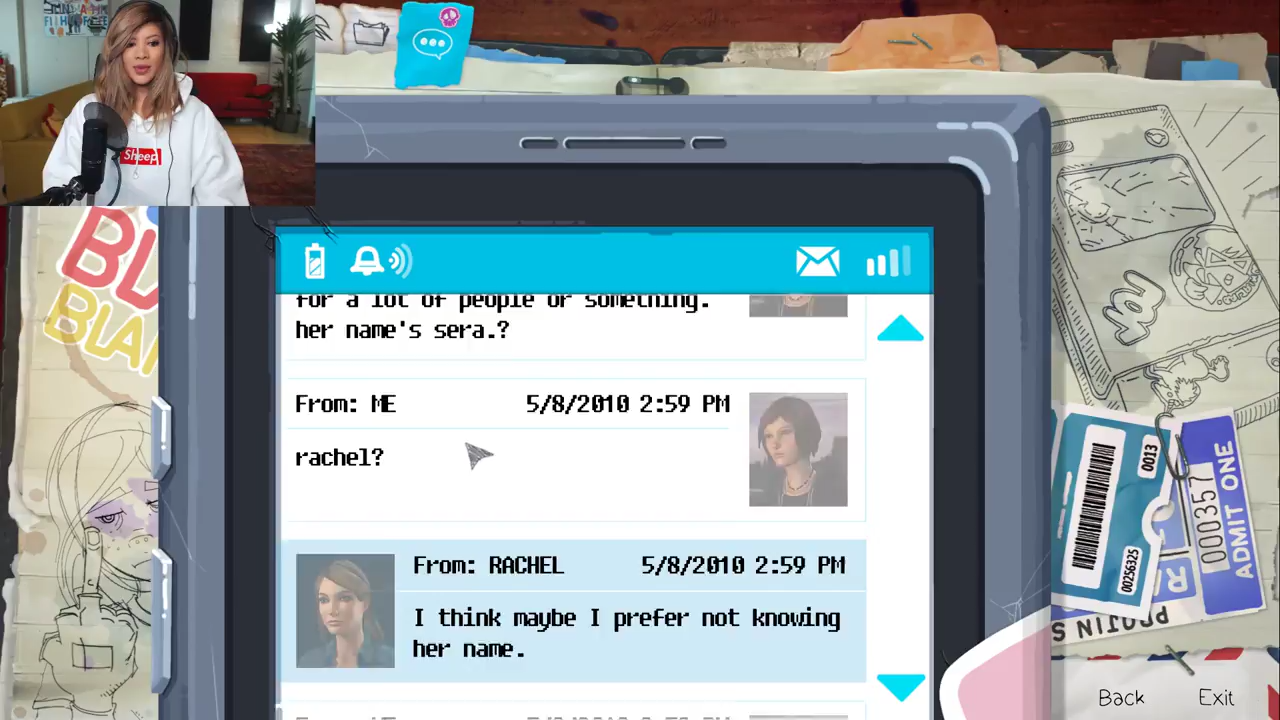 Sheep
for a lot of people or something.
her name's sera.?
From: ME 5/8/2010 2:59 PM
rachel?
From: RACHEL 5/8/2010 2:59 PM
I think maybe I prefer not knowing
her name.
0013
00256325
000357
ADMIT ONE
Back
Exit